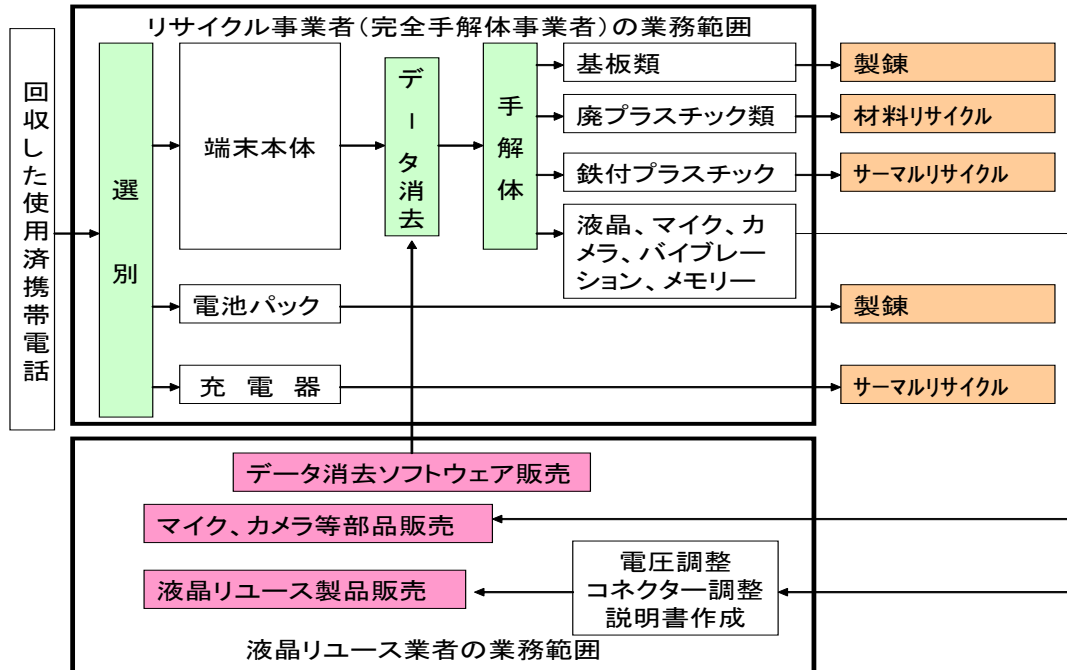 リサイクル事業者(完全手解体事業者)の業務範囲
回収した使用済携帯電話
選別
端末本体
データ消去
手解体
基板類
製錬
廃プラスチック類
材料リサイクル
鉄付プラスチック
サーマルリサイクル
液晶、マイク、カ
メラ、バイブレー
ション、メモリー
電池パック
製錬
充電器
サーマルリサイクル
データ消去ソフトウェア販売
マイク、カメラ等部品販売
電圧調整
コネクター調整
説明書作成
液晶リユース製品販売
液晶リユース業者の業務範囲